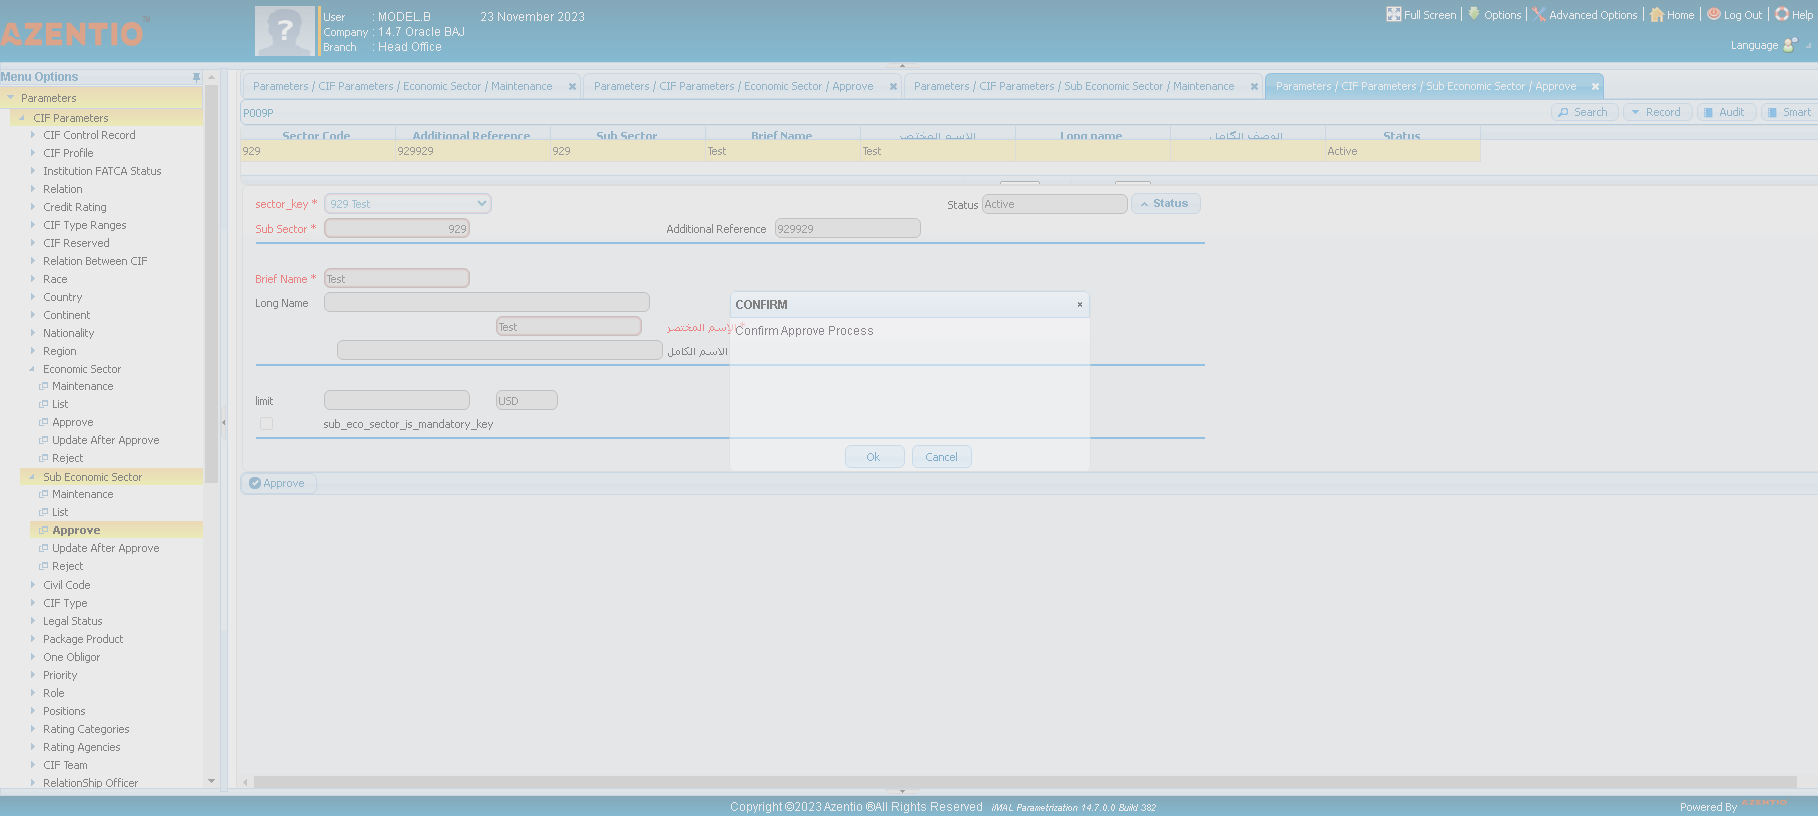 AZENTIO™
User : MODEL.B 23 November 2023
Company : 14.7 Oracle BAJ
Branch : Head Office
Full Screen Options Advanced Options Home Log Out Help
Language
Menu Options
Parameters
CIF Parameters
CIF Control Record
CIF Profile
Institution FATCA Status
Relation
Credit Rating
CIF Type Ranges
CIF Reserved
Relation Between CIF
Race
Country
Continent
Nationality
Region
Economic Sector
Maintenance
List
Approve
Update After Approve
Reject
Sub Economic Sector
Maintenance
List
Approve
Update After Approve
Reject
Civil Code
CIF Type
Legal Status
Package Product
One Obligor
Priority
Role
Positions
Rating Categories
Rating Agencies
CIF Team
RelationShip Officer
Parameters / CIF Parameters / Economic Sector / Maintenance
Parameters / CIF Parameters / Economic Sector / Approve
Parameters / CIF Parameters / Sub Economic Sector / Maintenance
Parameters / CIF Parameters / Sub Economic Sector / Approve
P009P
Search Record Audit Smart
Sector Code Additional Reference Sub Sector Brief Name الاسم المختصر Long name الوصف الكامل Status
929 929929 929 Test Test Active
sector_key * 929 Test Status Active Status
Sub Sector * 929 Additional Reference 929929
Brief Name * Test
Long Name
Test الإسم المختصر *
الاسم الكامل
limit USD
sub_eco_sector_is_mandatory_key
CONFIRM
Confirm Approve Process
Ok Cancel
Approve
Copyright ©2023 Azentio ®All Rights Reserved iMAL Parametrization 14.7.0.0 Build 362
Powered By AZENTIO